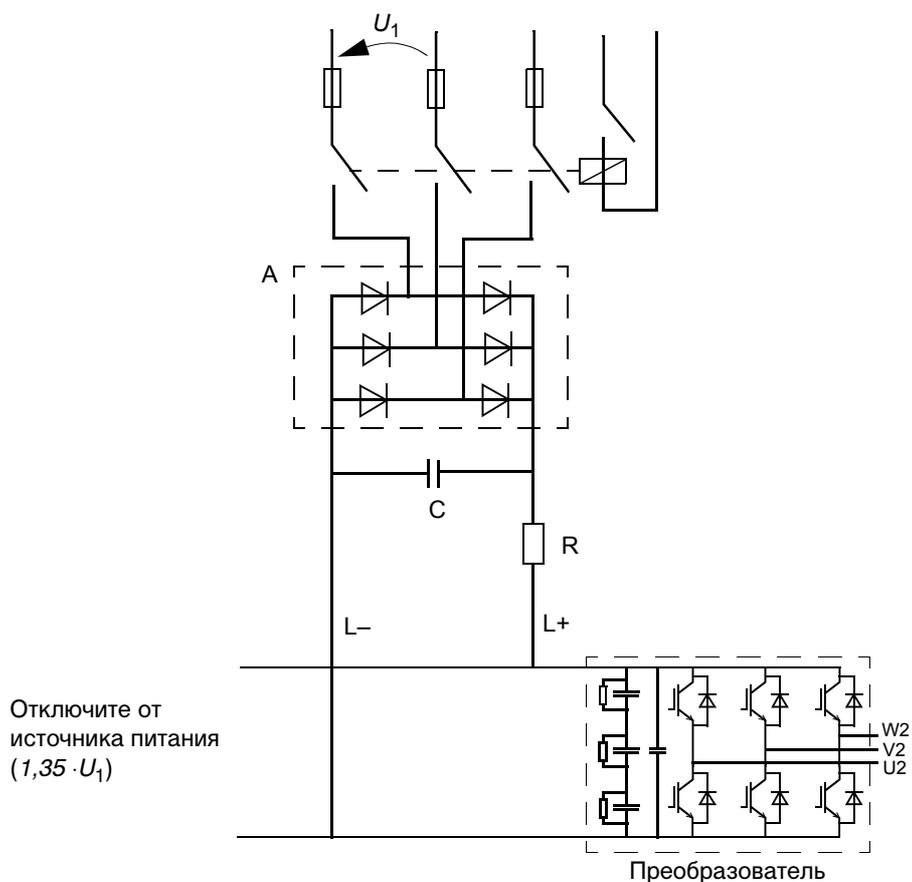 U1
A
C
R
L–
L+
Отключите от
источника питания
(1,35 ·U1)
W2
V2
U2
Преобразователь